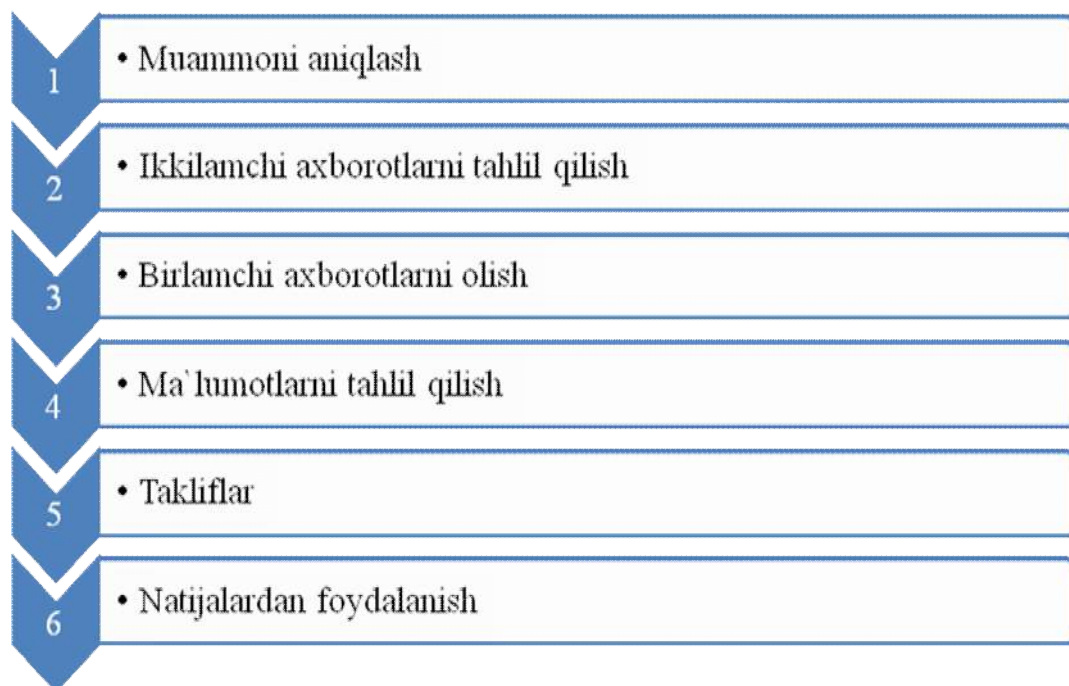 1
• Muammoni aniqlash
2
• Ikkilamchi axborotlarni tahlil qilish
3
• Birlamchi axborotlarni olish
4
• Ma`lumotlarni tahlil qilish
5
• Takliflar
6
• Natijalardan foydalanish